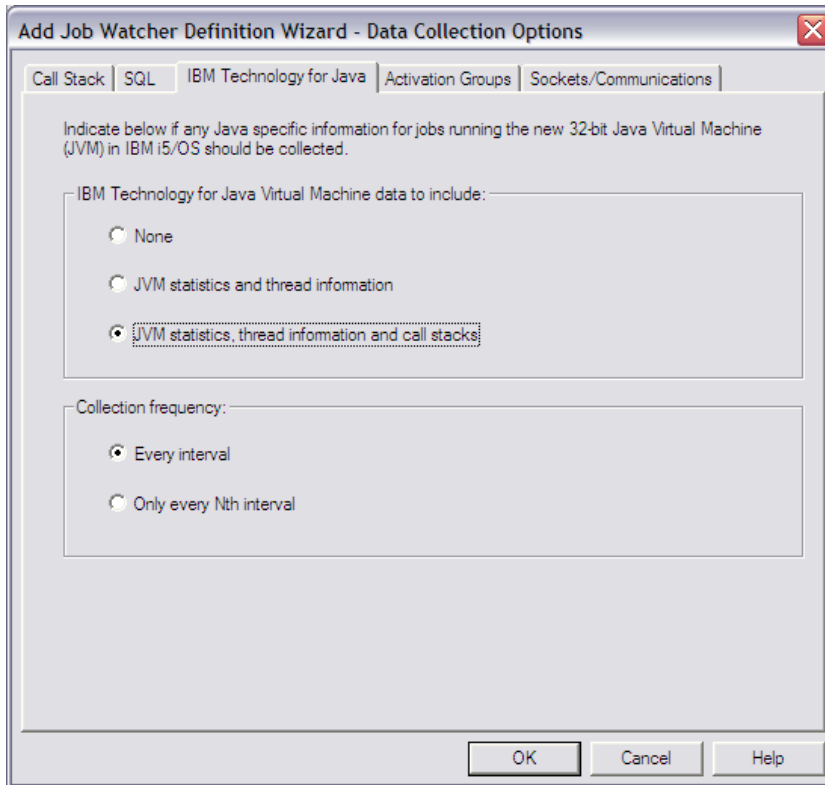 Add Job Watcher Definition Wizard - Data Collection Options
Call Stack SQL IBM Technology for Java Activation Groups Sockets/Communications
Indicate below if any Java specific information for jobs running the new 32-bit Java Virtual Machine
(JVM) in IBM i5/OS should be collected.
IBM Technology for Java Virtual Machine data to include:
None
JVM statistics and thread information
JVM statistics, thread information and call stacks
Collection frequency:
Every interval
Only every Nth interval
OK Cancel Help